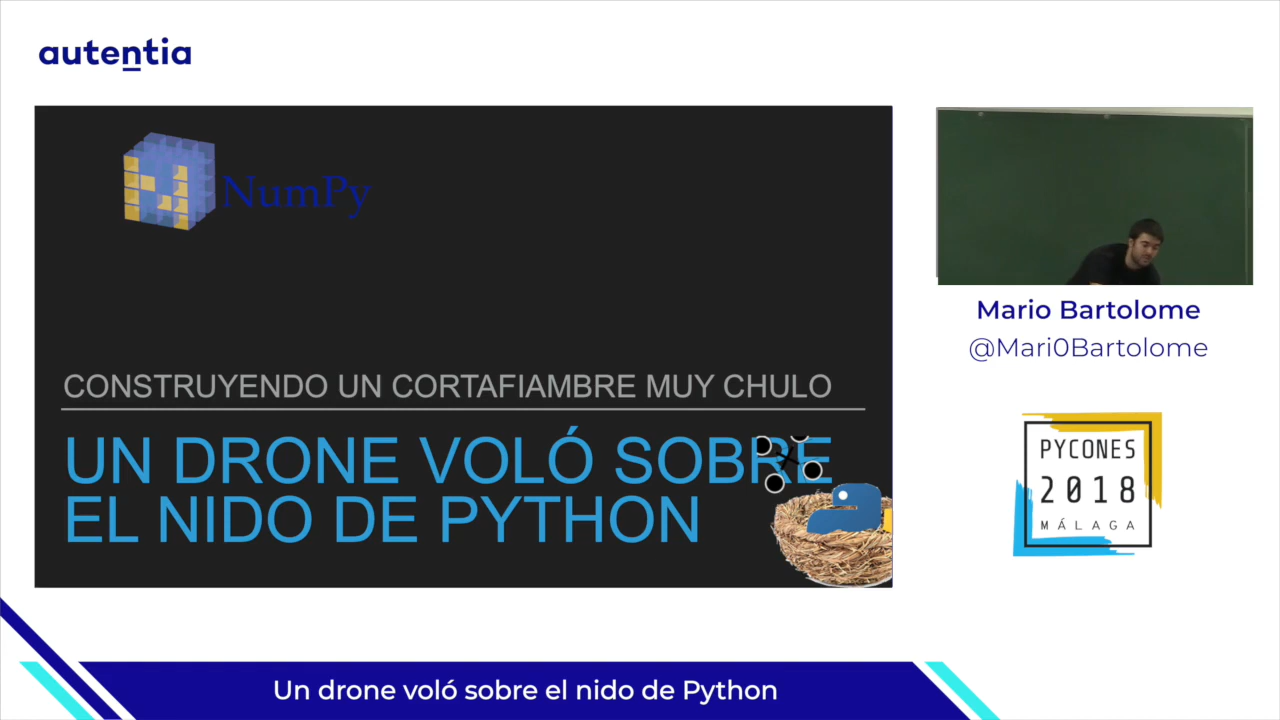 autentia
NumPy
CONSTRUYENDO UN CORTAFIAMBRE MUY CHULO
UN DRONE VOLÓ SOBRE
EL NIDO DE PYTHON
Mario Bartolome
@Mari0Bartolome
PYCONES
2018
MÁLAGA
Un drone voló sobre el nido de Python